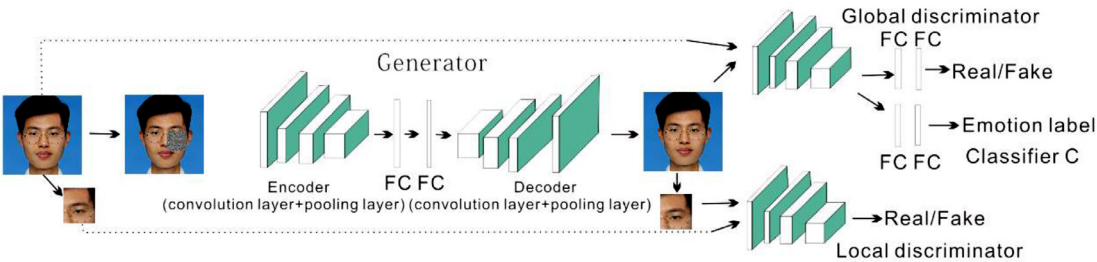 Global discriminator
FC FC
Generator
Real/Fake
Emotion label
FC FC
Classifier C
Encoder
FC FC
Decoder
(convolution layer+pooling layer) (convolution layer+pooling layer)
Real/Fake
Local discriminator